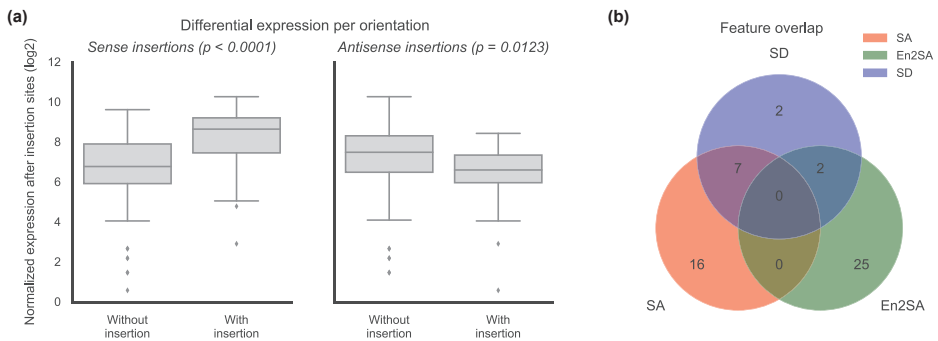 (a)
Differential expression per orientation
Sense insertions (p < 0.0001)
Antisense insertions (p = 0.0123)
Normalized expression after insertion sites (log2)
12
10
8
6
4
2
0
Without
insertion
With
insertion
Without
insertion
With
insertion
(b)
Feature overlap
SA
En2SA
SD
SD
2
7
2
0
16
0
25
SA
En2SA